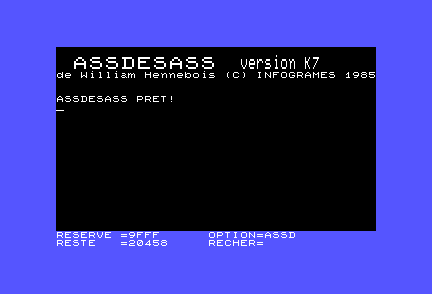 ASSDESASS version K7
de William Hennebois (C) INFOGRAMES 1985
ASSDESASS PRET!
RESERVE =9FFF OPTION=ASSD
RESTE =20458 RECHER=